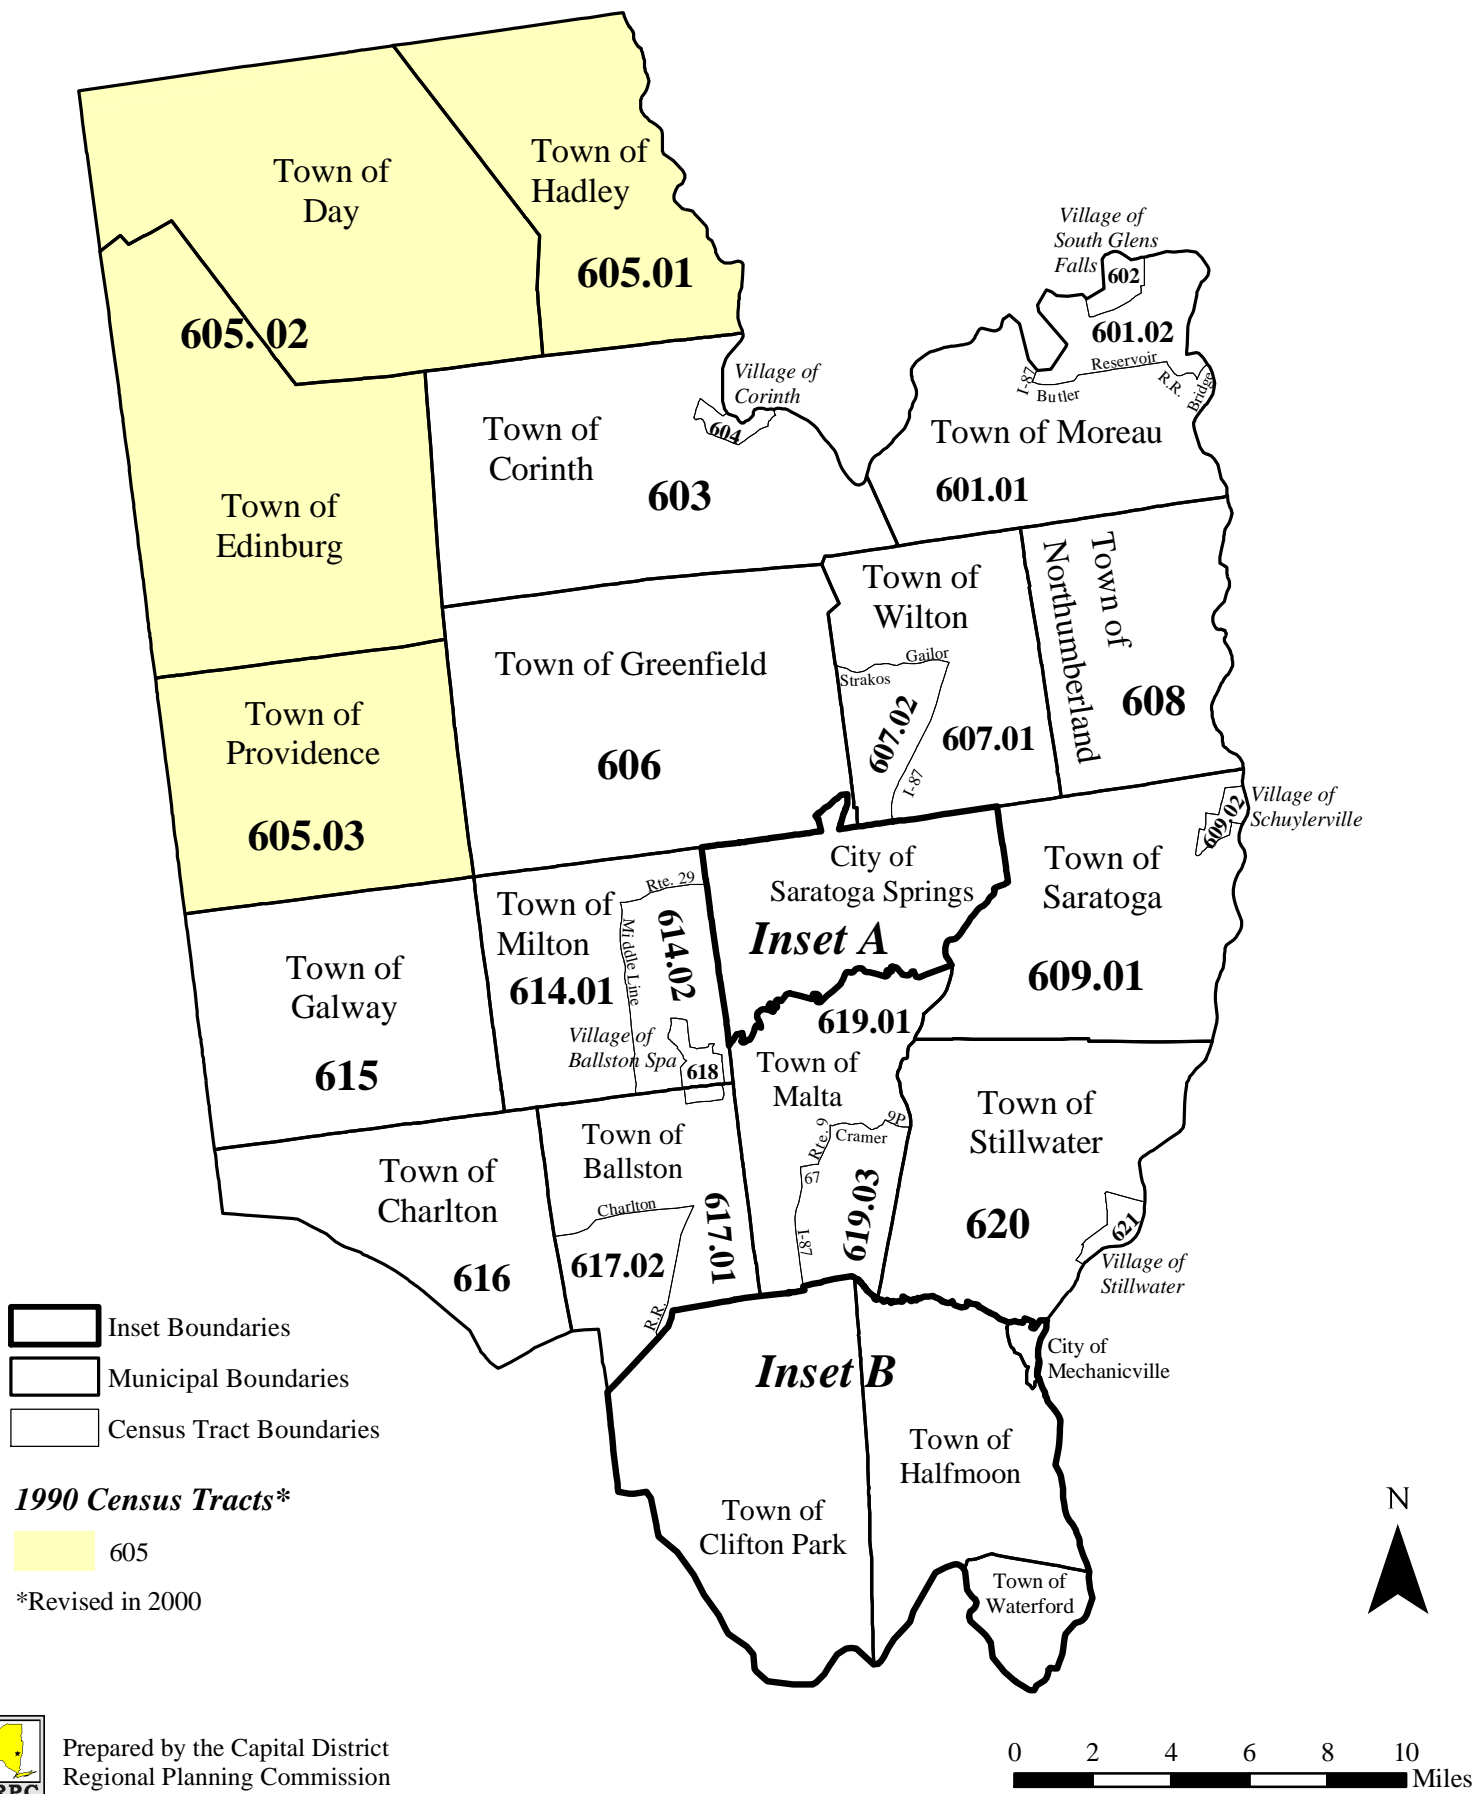 Town of
Day
Town of
Hadley
605.01
605.02
Village of
South Glens
Falls
602
601.02
Reservoir
I-87
Butler
R.R.
Bridge
Town of Moreau
601.01
Village of
Corinth
604
Town of
Corinth
603
Town of
Edinburg
Town of
Wilton
Town of
Northumberland
608
Gailor
Strakos
607.02
607.01
I-87
Town of Greenfield
606
Town of
Providence
605.03
Village of
Schuylerville
609.02
City of
Saratoga Springs
Inset A
Town of
Saratoga
609.01
Town of
Milton
614.01
Rte. 29
Middle Line
614.02
Village of
Ballston Spa
618
Town of
Galway
615
619.01
Town of
Malta
9P
Rte. 9
Cramer
67
I-87
619.03
Town of
Stillwater
620
621
Village of
Stillwater
Town of
Ballston
Charlton
617.01
617.02
R.R.
Town of
Charlton
616
City of
Mechanicville
Inset B
Town of
Halfmoon
Town of
Clifton Park
Town of
Waterford
Inset Boundaries
Municipal Boundaries
Census Tract Boundaries
1990 Census Tracts*
605
*Revised in 2000
N
Prepared by the Capital District
Regional Planning Commission
0 2 4 6 8 10
Miles